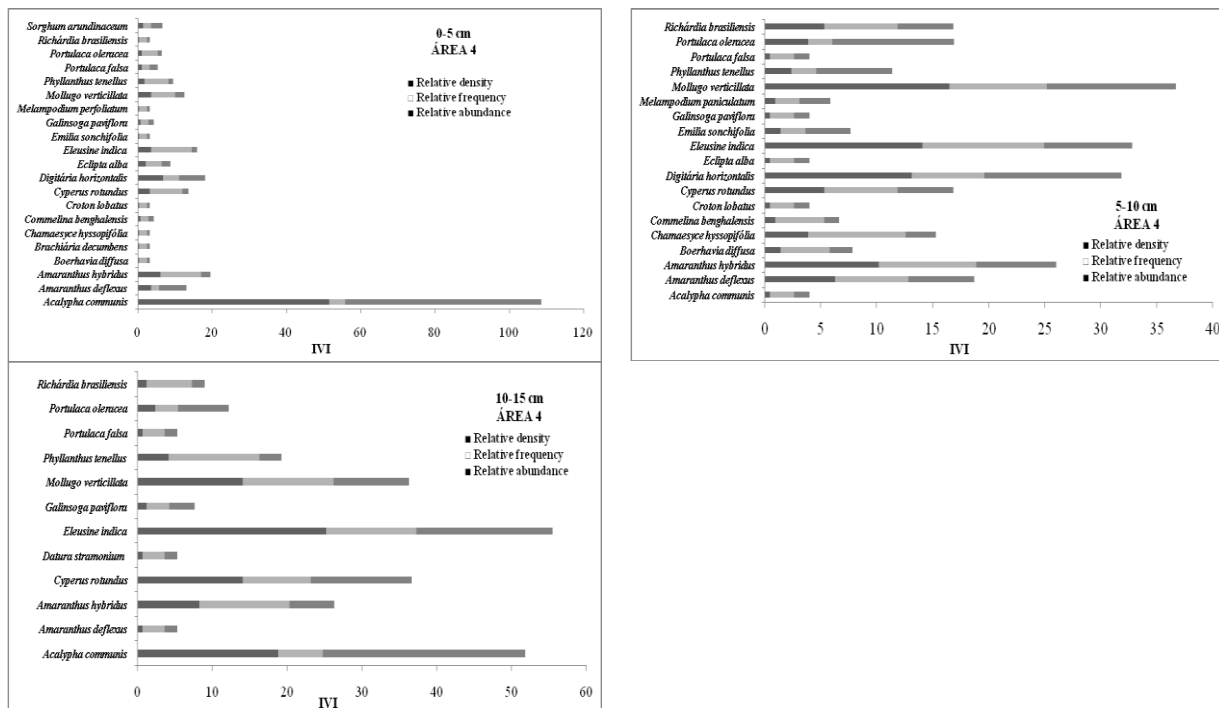 Sorghum arundinaceum
Richárdia brasiliensis
Portulaca oleracea
Portulaca falsa
Phyllanthus tenellus
Mollugo verticillata
Melampodium perfoliatum
Galinsoga paviflora
Emilia sonchifolia
Eleusine indica
Eclipta alba
Digitária horizontalis
Cyperus rotundus
Croton lobatus
Commelina benghalensis
Chamaesyce hyssopifólia
Brachiária decumbens
Boerhavia diffusa
Amaranthus hybridus
Amaranthus deflexus
Acalypha communis
0-5 cm
ÁREA 4
Relative density
Relative frequency
Relative abundance
0 20 40 60 80 100 120
IVI
Richárdia brasiliensis
Portulaca oleracea
Portulaca falsa
Phyllanthus tenellus
Mollugo verticillata
Melampodium paniculatum
Galinsoga paviflora
Emilia sonchifolia
Eleusine indica
Eclipta alba
Digitária horizontalis
Cyperus rotundus
Croton lobatus
Commelina benghalensis
Chamaesyce hyssopifólia
Boerhavia diffusa
Amaranthus hybridus
Amaranthus deflexus
Acalypha communis
5-10 cm
ÁREA 4
Relative density
Relative frequency
Relative abundance
0 5 10 15 20 25 30 35 40
IVI
Richárdia brasiliensis
Portulaca oleracea
Portulaca falsa
Phyllanthus tenellus
Mollugo verticillata
Galinsoga paviflora
Eleusine indica
Datura stramonium
Cyperus rotundus
Amaranthus hybridus
Amaranthus deflexus
Acalypha communis
10-15 cm
ÁREA 4
Relative density
Relative frequency
Relative abundance
0 10 20 30 40 50 60
IVI